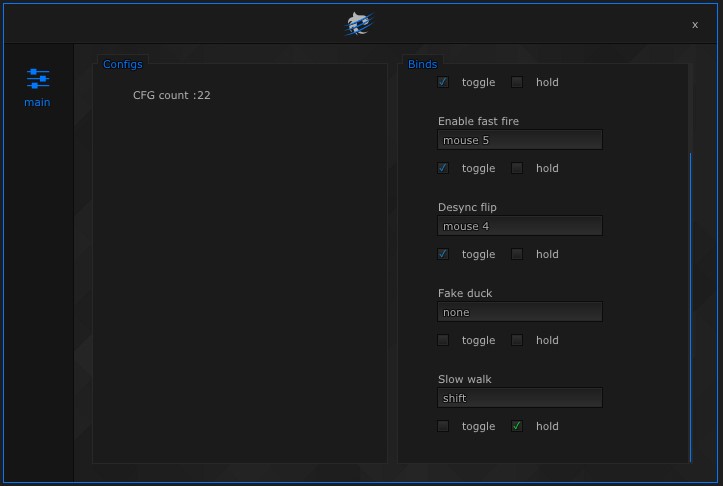 x
main
Configs
CFG count :22
Binds
toggle hold
Enable fast fire
mouse 5
toggle hold
Desync flip
mouse 4
toggle hold
Fake duck
none
toggle hold
Slow walk
shift
toggle hold